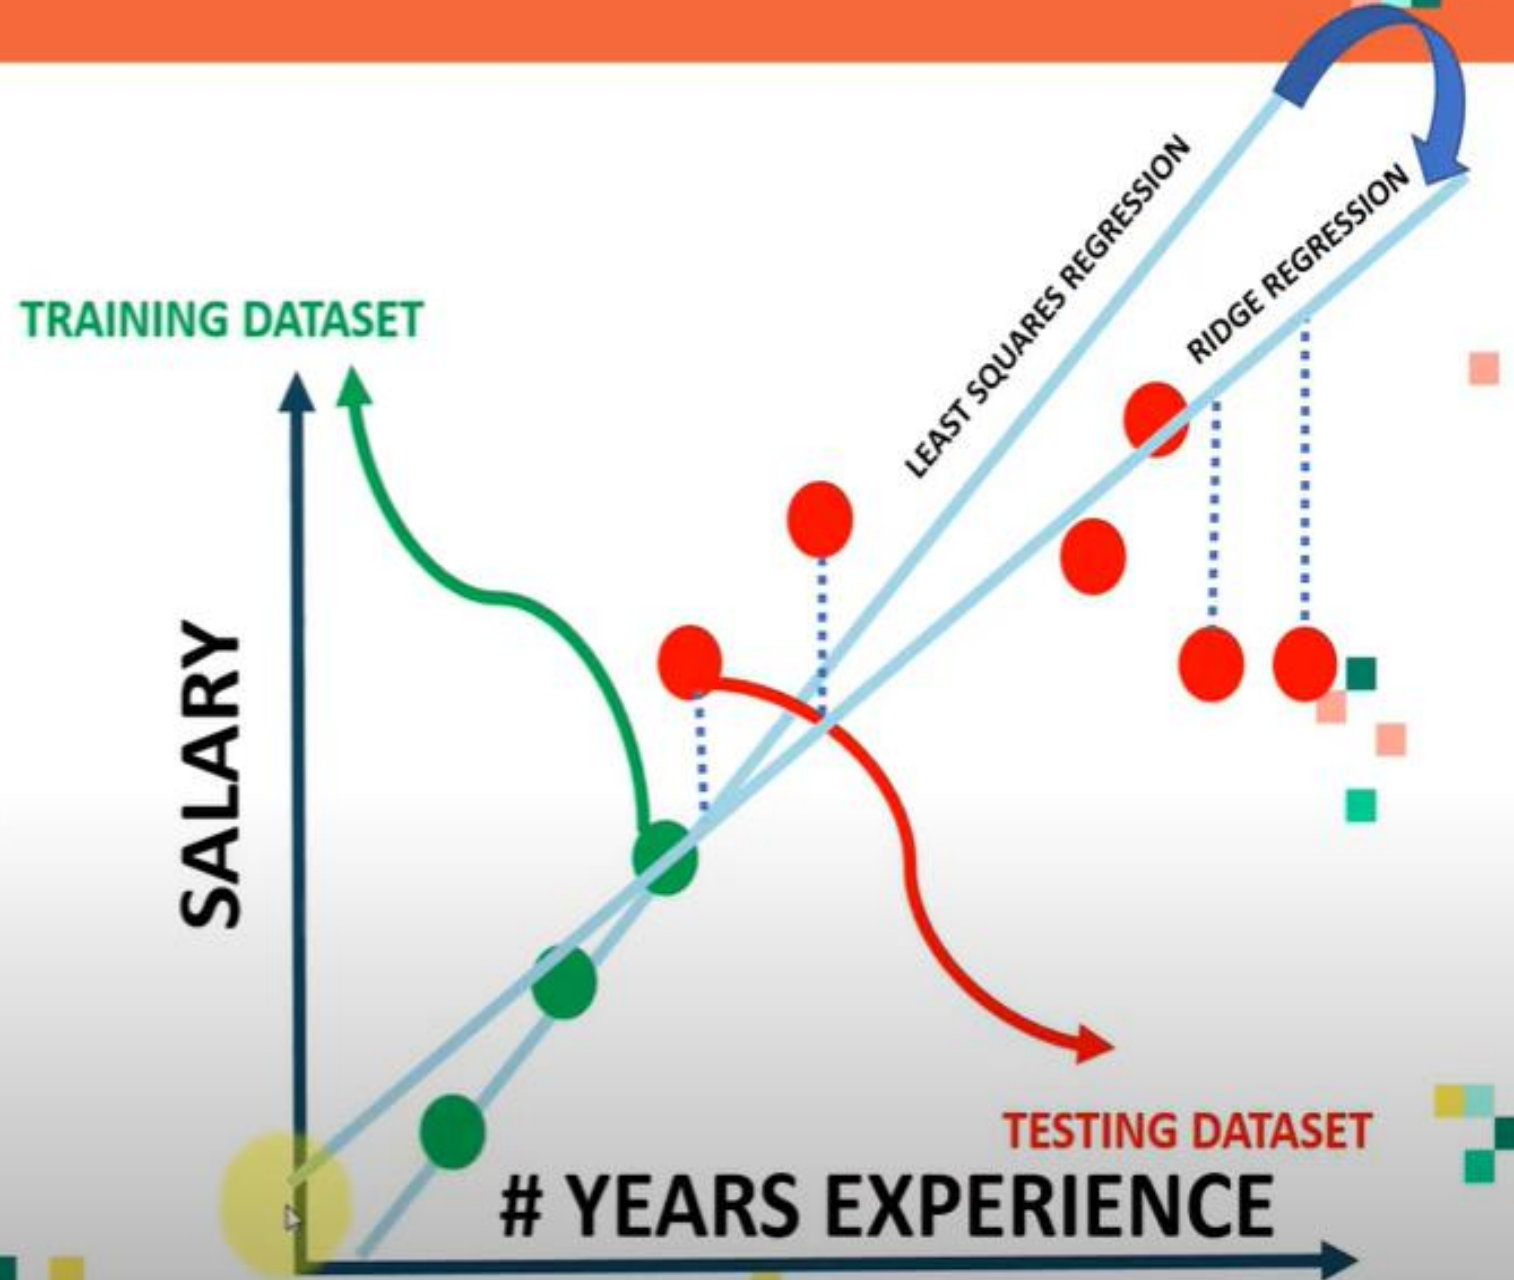 LEAST SQUARES REGRESSION
RIDGE REGRESSION
TRAINING DATASET
SALARY
TESTING DATASET
# YEARS EXPERIENCE